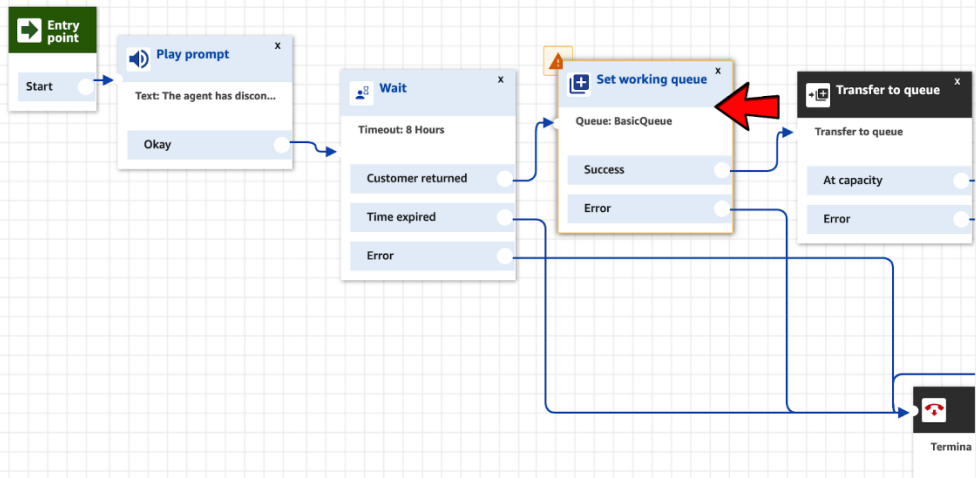 Entry
point
Start
Play prompt
x
Text: The agent has discon...
Okay
Wait
x
Timeout: 8 Hours
Customer returned
Time expired
Error
Set working queue
x
Queue: BasicQueue
Success
Error
Transfer to queue
x
Transfer to queue
At capacity
Error
Termina